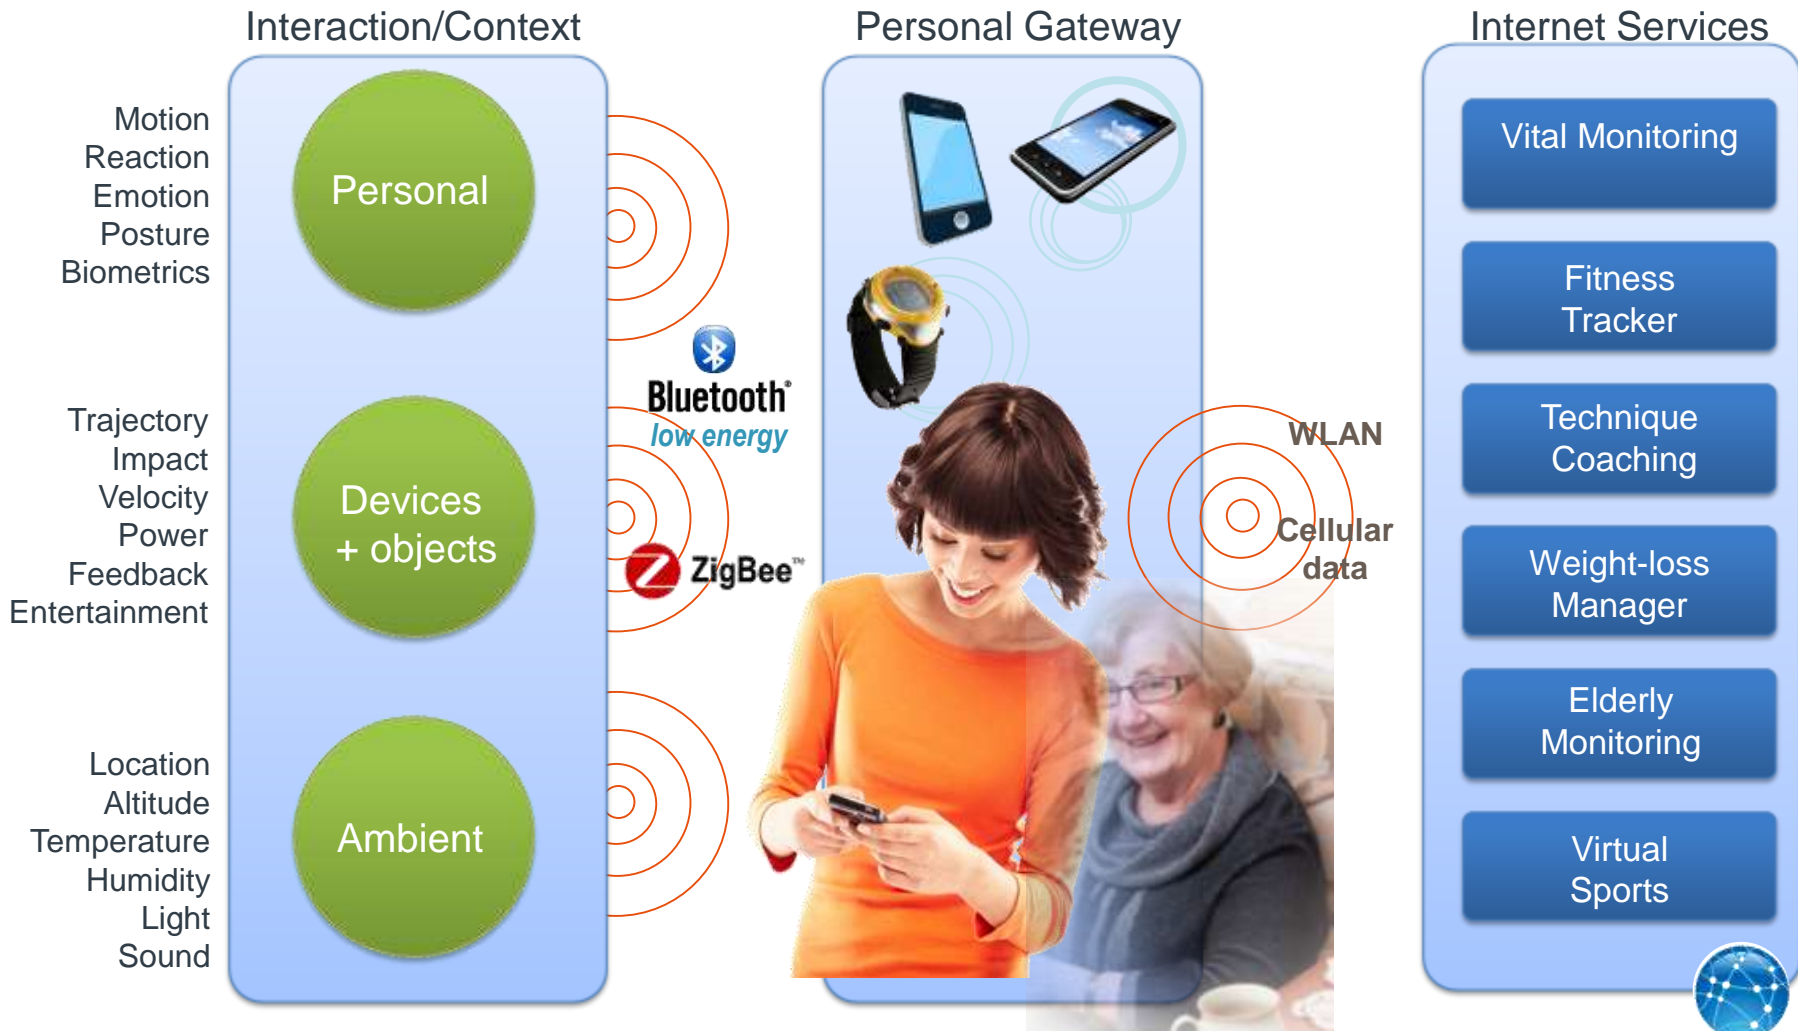 Interaction/Context
Personal Gateway
Internet Services
Motion
Reaction
Emotion
Posture
Biometrics
Personal
Trajectory
Impact
Velocity
Power
Feedback
Entertainment
Devices
+ objects
Location
Altitude
Temperature
Humidity
Light
Sound
Ambient
Bluetooth®
low energy
ZigBee™
WLAN
Cellular
data
Vital Monitoring
Fitness
Tracker
Technique
Coaching
Weight-loss
Manager
Elderly
Monitoring
Virtual
Sports